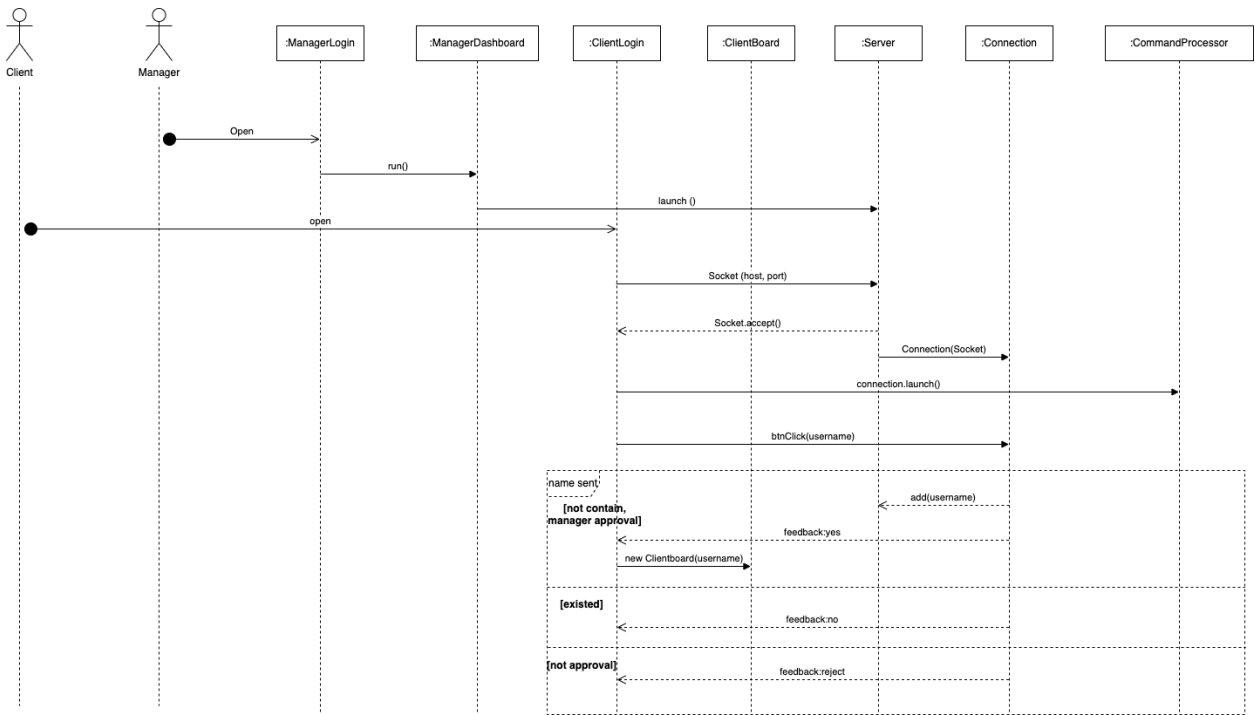 :ManagerLogin
:ManagerDashboard
:ClientLogin
:ClientBoard
:Server
:Connection
:CommandProcessor
Client
Manager
Open
run()
launch ()
open
Socket (host, port)
Socket.accept()
Connection(Socket)
connection.launch()
btnClick(username)
name sent
add(username)
[not contain,
manager approval]
feedback:yes
new Clientboard(username)
[existed]
feedback:no
[not approval]
feedback:reject